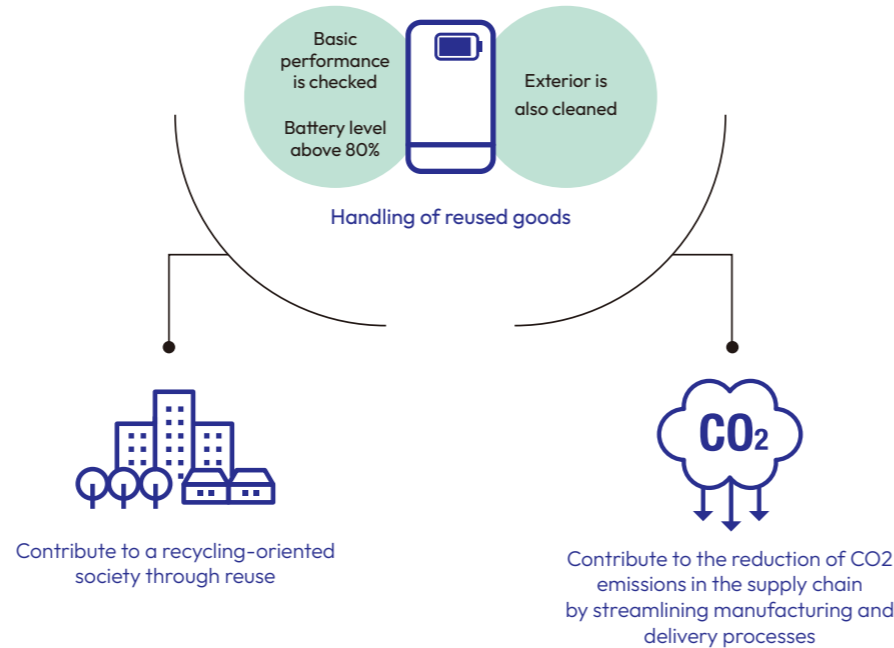 Basic
performance
is checked
Battery level
above 80%
Exterior is
also cleaned
Handling of reused goods
CO2
Contribute to a recycling-oriented
society through reuse
Contribute to the reduction of CO2
emissions in the supply chain
by streamlining manufacturing and
delivery processes